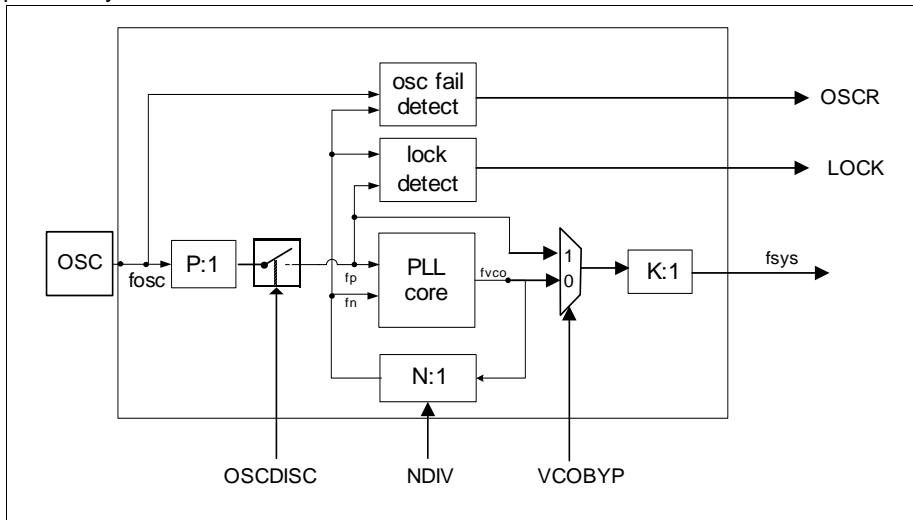 osc fail
detect
OSCR
lock
detect
LOCK
OSC
fosc
P:1
fp
fn
PLL
core
fvco
1
0
K:1
fsys
N:1
OSCDISC
NDIV
VCOBYP